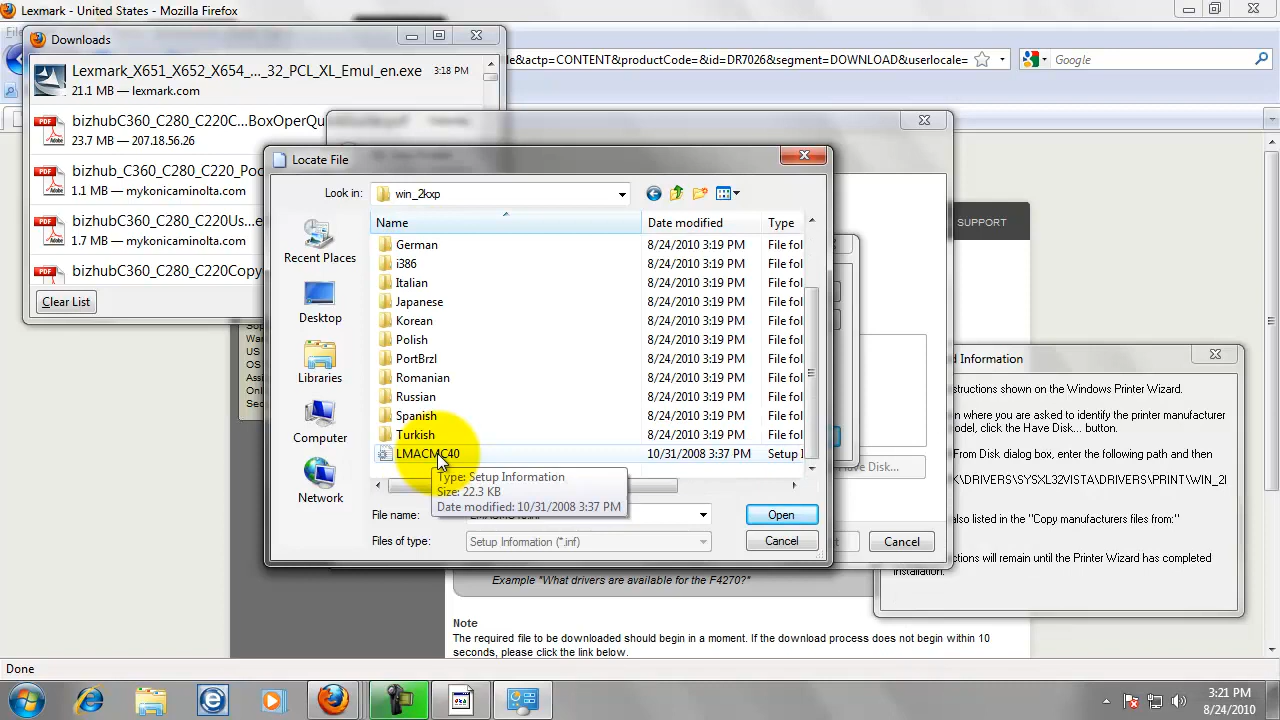 Lexmark - United States - Mozilla Firefox
Downloads
Lexmark_X651_X652_X654_..._32_PCL_XL_Emul_en.exe
3:18 PM
21.1 MB — lexmark.com
bizhubC360_C280_C220C...
23.7 MB — 207.18.56.26
bizhub_C360_C280_C220_Po
1.1 MB — mykonicaminolta.com
bizhubC360_C280_C220Us...e
1.7 MB — mykonicaminolta.com
bizhubC360_C280_C220Copy
Clear List
le&actp=CONTENT&productCode=&id=DR7026&segment=DOWNLOAD&userlocale=
Google
SUPPORT
Locate File
Look in:
win_2kxp
Recent Places
Desktop
Libraries
Computer
Network
Name
Date modified
Type
German 8/24/2010 3:19 PM File fol
i386 8/24/2010 3:19 PM File fol
Italian 8/24/2010 3:19 PM File fol
Japanese 8/24/2010 3:19 PM File fol
Korean 8/24/2010 3:19 PM File fol
Polish 8/24/2010 3:19 PM File fol
PortBrzl 8/24/2010 3:19 PM File fol
Romanian 8/24/2010 3:19 PM File fol
Russian 8/24/2010 3:19 PM File fol
Spanish 8/24/2010 3:19 PM File fol
Turkish 8/24/2010 3:19 PM File fol
LMACMC40 10/31/2008 3:37 PM Setup I
Type: Setup Information
Size: 22.3 KB
Date modified: 10/31/2008 3:37 PM
File name:
Open
Files of type:
Setup Information (*.inf)
Cancel
Have Disk...
Cancel
d Information
structions shown on the Windows Printer Wizard.
n where you are asked to identify the printer manufacturer
odel, click the Have Disk... button.
From Disk dialog box, enter the following path and then
K\DRIVERS\SYSXL32VISTA\DRIVERS\PRINT\WIN_2I
also listed in the "Copy manufacturers files from:"
ctions will remain until the Printer Wizard has completed
installation.
Su
Wa
US
US
Ass
Onl
Sec
Example "What drivers are available for the F4270?"
Note
The required file to be downloaded should begin in a moment. If the download process does not begin within 10
seconds, please click the link below.
Done
3:21 PM
8/24/2010